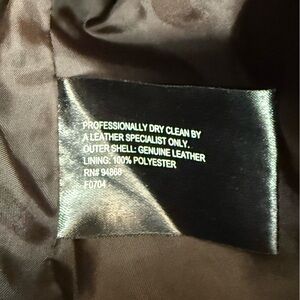 PROFESSIONALLY DRY CLEAN BY
A LEATHER SPECIALIST ONLY.
OUTER SHELL: GENUINE LEATHER
LINING: 100% POLYESTER
RN# 94868
F0704